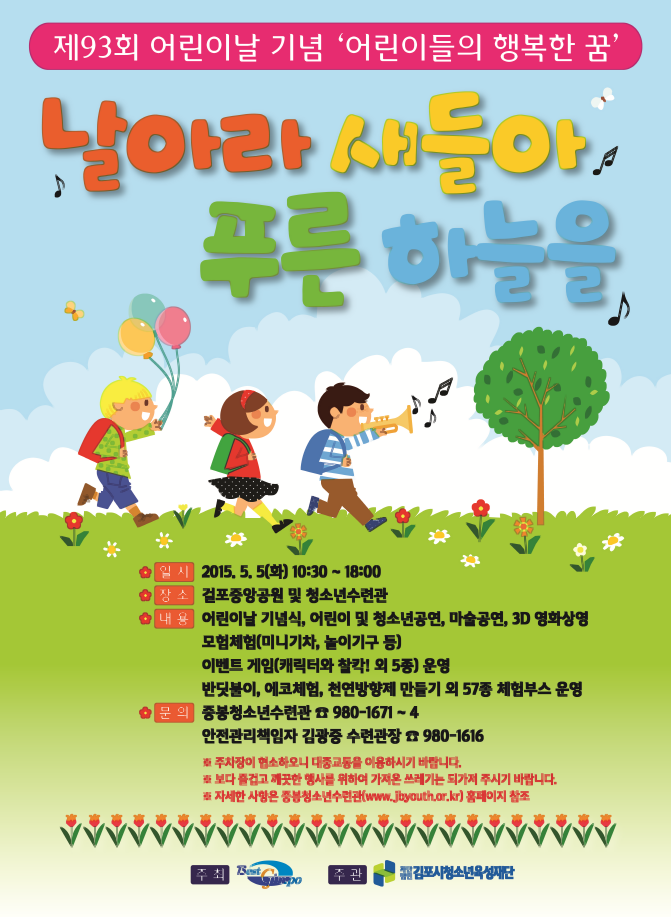 제93회 어린이날 기념 ‘어린이들의 행복한 꿈’
날아라 새들아
푸른 하늘을
일 시 2015. 5. 5(화) 10:30 ~ 18:00
장 소 걸포중앙공원 및 청소년수련관
내 용 어린이날 기념식, 어린이 및 청소년공연, 마술공연, 3D 영화상영
모험체험(미니기차, 놀이기구 등)
이벤트 게임(캐릭터와 찰칵! 외 5종) 운영
반딧불이, 에코체험, 천연방향제 만들기 외 57종 체험부스 운영
문 의 중봉청소년수련관 ☎ 980-1671 ~ 4
안전관리책임자 김광중 수련관장 ☎ 980-1616
※ 주차장이 협소하오니 대중교통을 이용하시기 바랍니다.
※ 보다 즐겁고 깨끗한 행사를 위하여 가져온 쓰레기는 되가져 주시기 바랍니다.
※ 자세한 사항은 중봉청소년수련관(www.jbyouth.or.kr) 홈페이지 참조
주 최 Best Gimpo 주 관 재단법인 김포시청소년육성재단